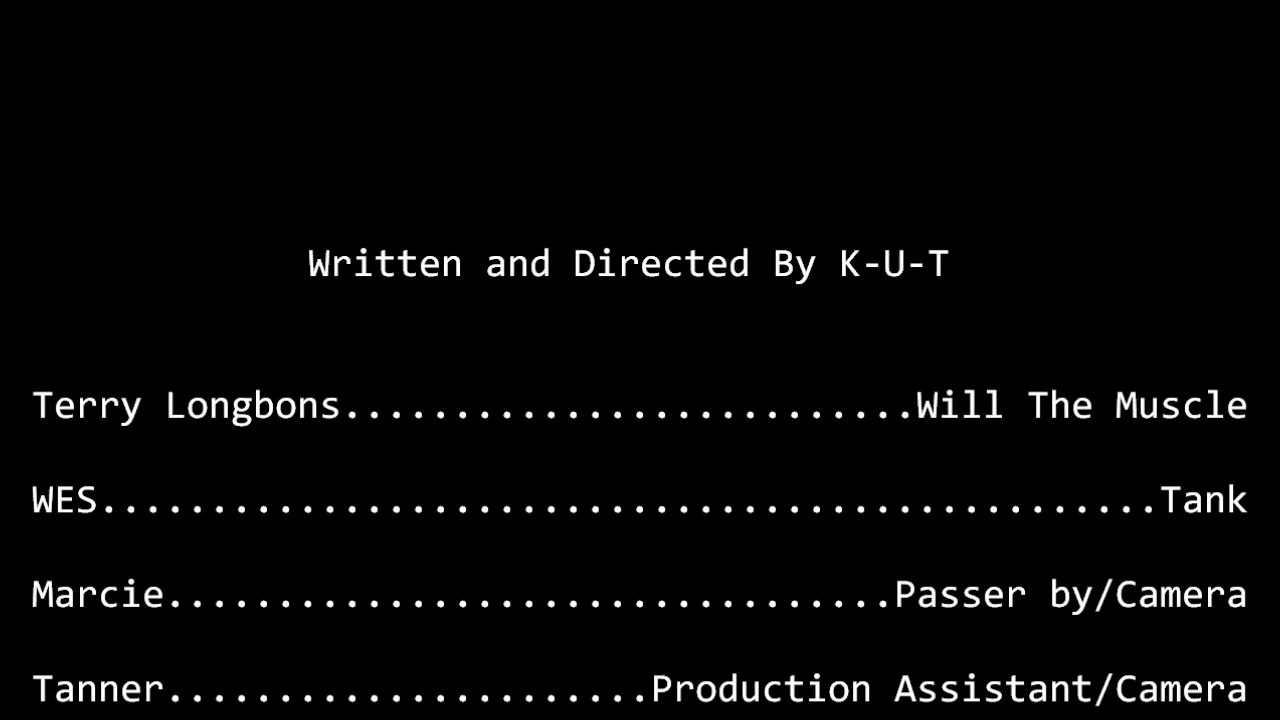 Written and Directed By K-U-T
Terry Longbons..........................Will The Muscle
WES................................................Tank
Marcie.................................Passer by/Camera
Tanner......................Production Assistant/Camera